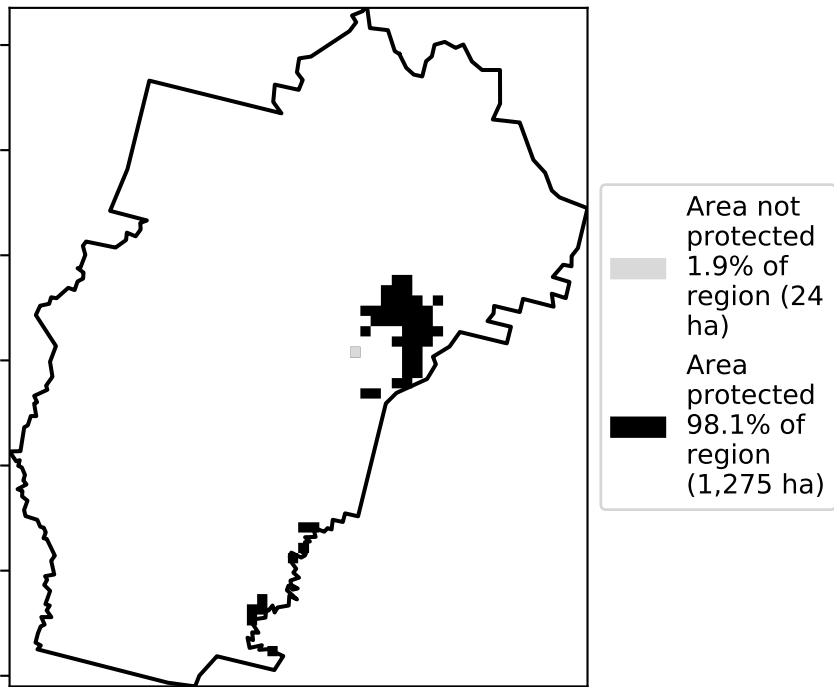 Area not
protected
1.9% of
region (24
ha)
Area
protected
98.1% of
region
(1,275 ha)